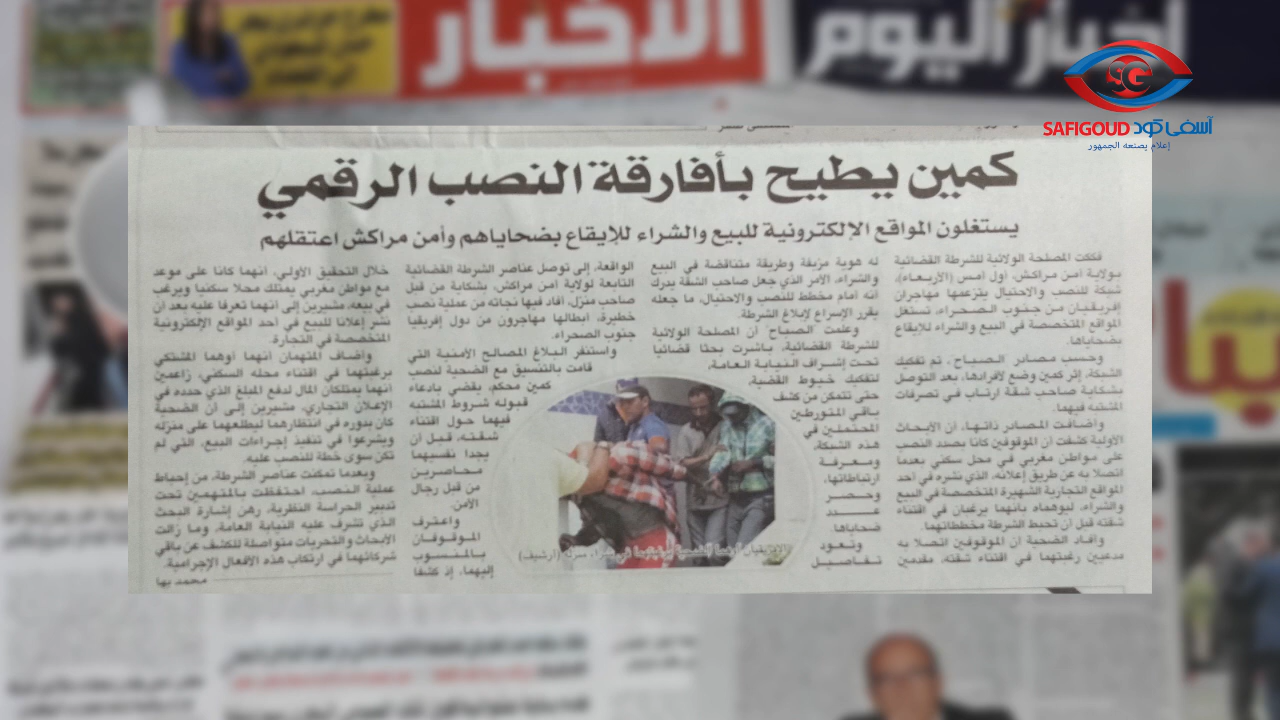 الأخبار
أخبار اليوم
SAFIGOUD آسفي كود
إعلام يصنعه الجمهور
كمين يطيح بأفارقة النصب الرقمي
يستغلون المواقع الإلكترونية للبيع والشراء للإيقاع بضحاياهم وأمن مراكش اعتقلهم
فككت المصلحة الولائية للشرطة القضائية
بولاية أمن مراكش، أول أمس (الأربعاء)،
شبكة للنصب والاحتيال يتزعمها مهاجران
إفريقيان من جنوب الصحراء، تستغل
المواقع المتخصصة في البيع والشراء للإيقاع
بضحاياها.
وحسب مصادر الصباح، تم تفكيك
الشبكة، إثر كمين وضع لأفرادها، بعد التوصل
بشكاية صاحب شقة ارتاب في تصرفات
المشتبه فيهما.
وأضافت المصادر ذاتها، أن الأبحاث
الأولية كشفت أن الموقوفين كانا بصدد النصب
على مواطن مغربي في محل سكني بعدما
اتصلا به عن طريق إعلانه، الذي نشره في أحد
المواقع التجارية الشهيرة المتخصصة في البيع
والشراء، ليوهماه بأنهما يرغبان في اقتناء
شقته قبل أن تحبط الشرطة مخططاتهما.
وأفاد الضحية أن الموقوفين اتصلا به
مدعيين رغبتهما في اقتناء شقته، مقدمين
له هوية مزيفة وطريقة متناقضة في البيع
والشراء، الأمر الذي جعل صاحب الشقة يدرك
أنه أمام مخطط للنصب والاحتيال، ما جعله
يقرر الإسراع لإبلاغ الشرطة.
وعلمت "الصباح" أن المصلحة الولائية
للشرطة القضائية، باشرت بحثا قضائيا
تحت إشراف النيابة العامة،
لتفكيك خيوط القضية،
حتى تتمكن من كشف
باقي المتورطين
المحتملين في
هذه الشبكة،
ومعرفة
ارتباطاتها،
وحصر
عدد
ضحاياها.
وتعود
تفاصيل
الواقعة، إلى توصل عناصر الشرطة القضائية
التابعة لولاية أمن مراكش، بشكاية من قبل
صاحب منزل، أفاد فيها نجاته من عملية نصب
خطيرة، أبطالها مهاجرون من دول إفريقيا
جنوب الصحراء.
واستنفر البلاغ المصالح الأمنية التي
قامت بالتنسيق مع الضحية لنصب
كمين محكم، يقضي بادعاء
قبوله شروط المشتبه
فيهما حول اقتناء
شقته، قبل أن
يجدا نفسيهما
محاصرين
من قبل رجال
الأمن.
واعترف
الموقوفان
بالمنسوب
إليهما، إذ كشفا
خلال التحقيق الأولي، أنهما كانا على موعد
مع مواطن مغربي يمتلك محلا سكنيا ويرغب
في بيعه، مشيرين إلى أنهما تعرفا عليه بعد أن
نشر إعلانا للبيع في أحد المواقع الإلكترونية
المتخصصة في التجارة.
وأضاف المتهمان أنهما أوهما المشتكي
برغبتهما في اقتناء محله السكني، زاعمين
أنهما يمتلكان المال لدفع المبلغ الذي حدده في
الإعلان التجاري، مشيرين إلى أن الضحية
كان بدوره في انتظارهما ليطلعهما على منزله
ويشرعوا في تنفيذ إجراءات البيع، التي لم
تكن سوى خطة للنصب عليه.
وبعدما تمكنت عناصر الشرطة، من إحباط
عملية النصب، احتفظت بالمتهمين تحت
تدبير الحراسة النظرية، رهن إشارة البحث
الذي تشرف عليه النيابة العامة، وما زالت
الأبحاث والتحريات متواصلة للكشف عن باقي
شركائهما في ارتكاب هذه الأفعال الإجرامية.
محمد بها
(أرشيف)